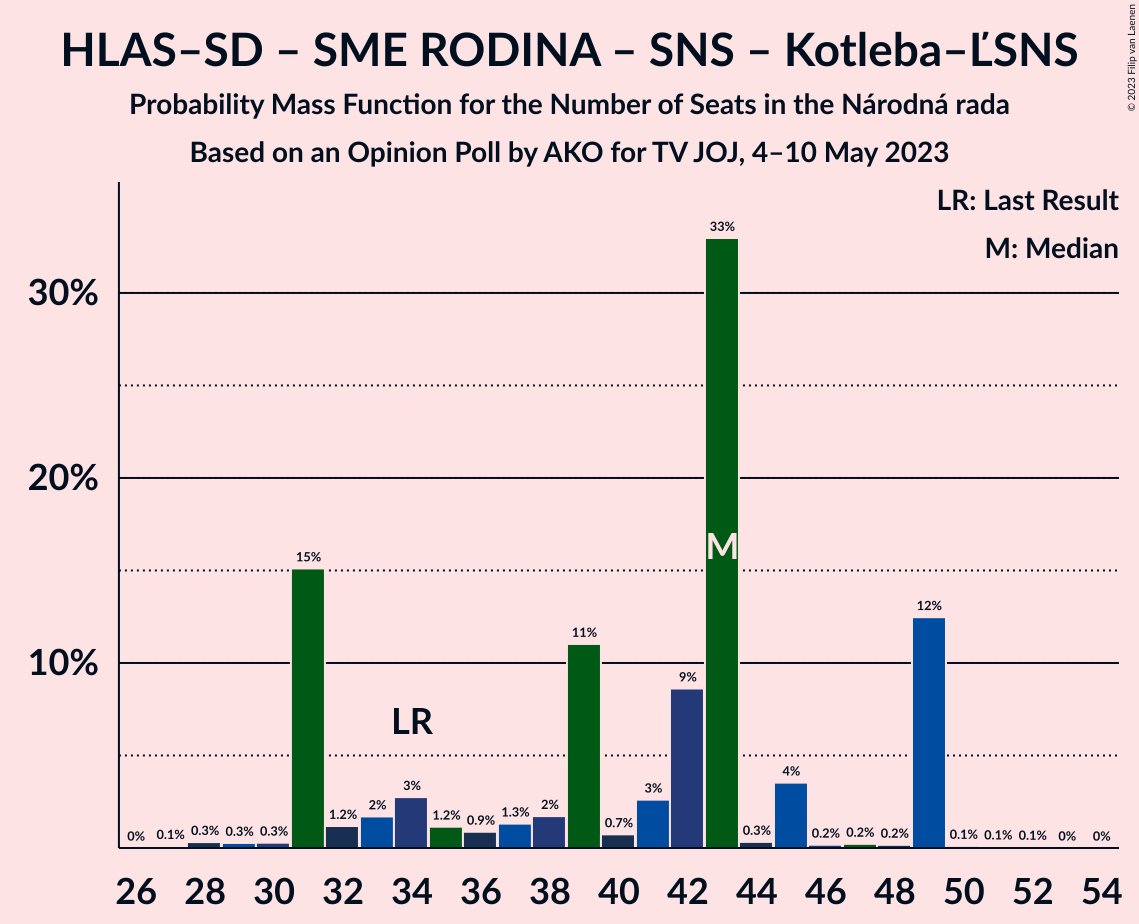 HLAS–SD – SME RODINA – SNS – Kotleba–ĽSNS
Probability Mass Function for the Number of Seats in the Národná rada
Based on an Opinion Poll by AKO for TV JOJ, 4–10 May 2023
© 2023 Filip van Laenen
LR: Last Result
M: Median
30%
20%
10%
0% 0.1% 0.3% 0.3% 0.3% 15% 1.2% 2% 3% 1.2% 0.9% 1.3% 2% 11% 0.7% 3% 9% 33% 0.3% 4% 0.2% 0.2% 0.2% 12% 0.1% 0.1% 0.1% 0% 0%
LR
M
26 28 30 32 34 36 38 40 42 44 46 48 50 52 54